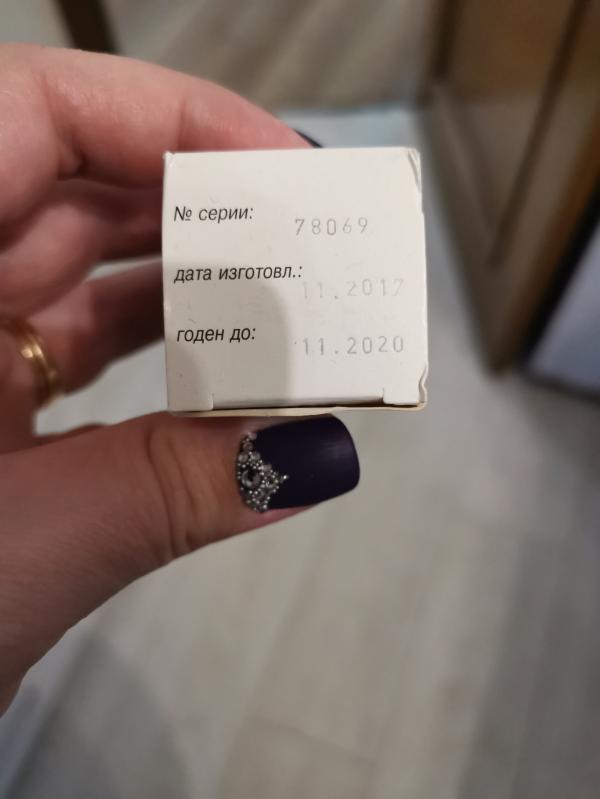 № серии: 78069
дата изготовл.: 11.2017
годен до: 11.2020